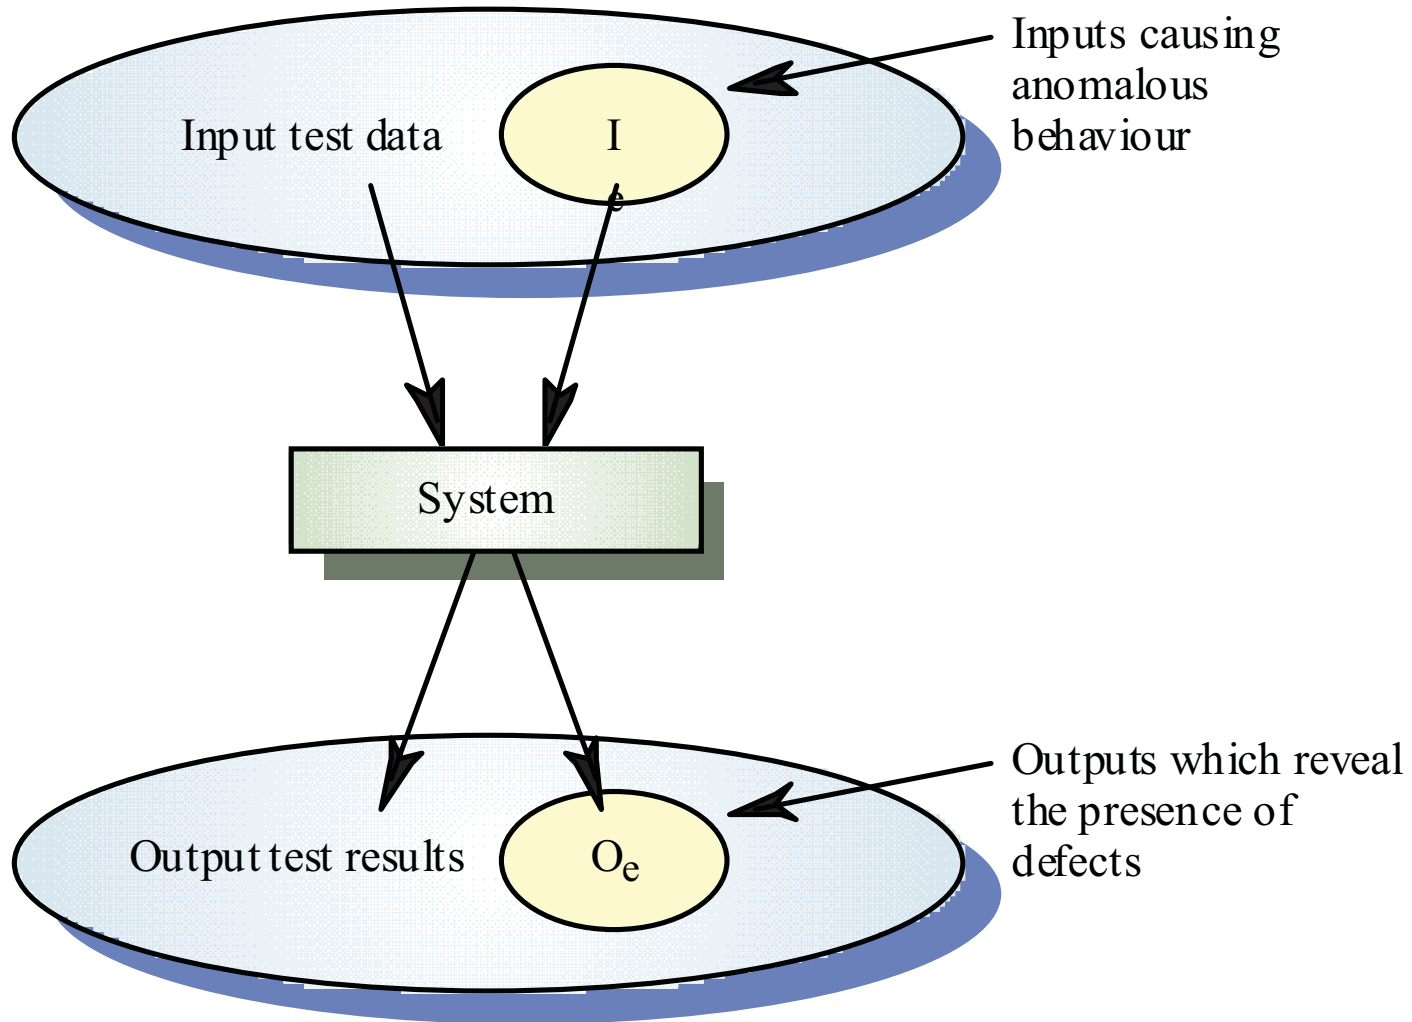 Inputs causing
anomalous
behaviour
Input test data
I
e
System
Outputs which reveal
the presence of
defects
Output test results
Oe